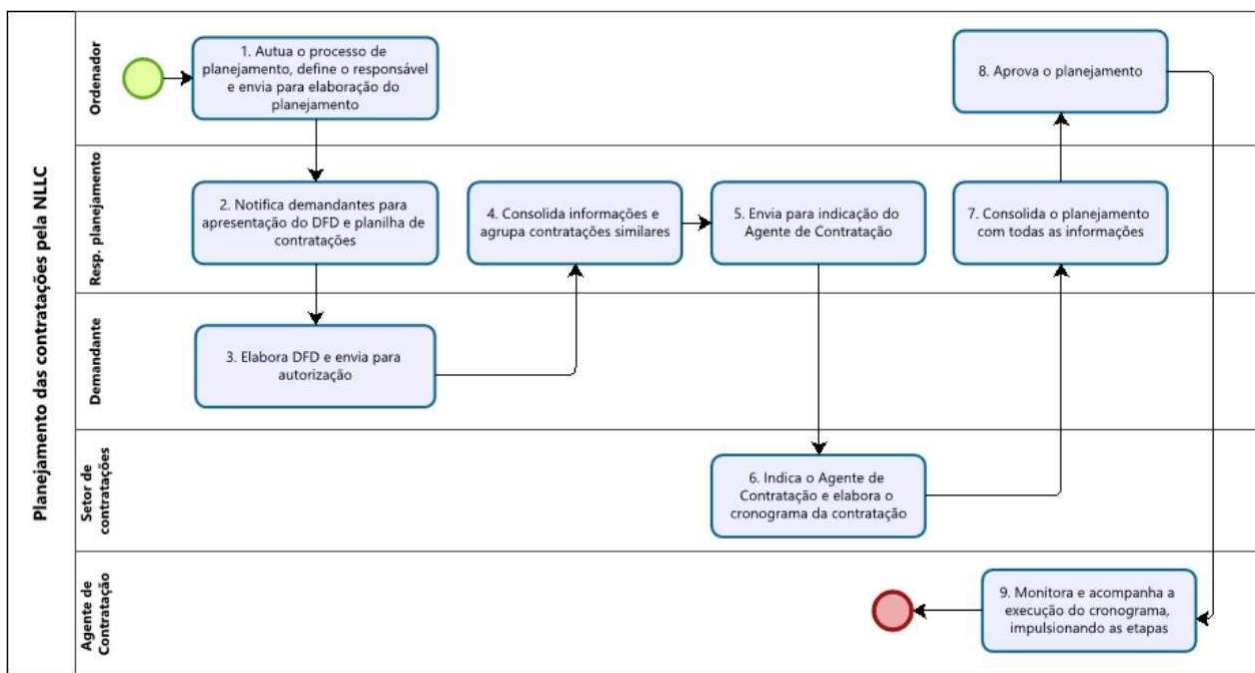 Planejamento das contratações pela NLLC
Ordenador
1. Autua o processo de
planejamento, define o responsável
e envia para elaboração do
planejamento
8. Aprova o planejamento
Resp. planejamento
2. Notifica demandantes para
apresentação do DFD e planilha de
contratações
4. Consolida informações e
agrupa contratações similares
5. Envia para indicação do
Agente de Contratação
7. Consolida o planejamento
com todas as informações
Demandante
3. Elabora DFD e envia para
autorização
Setor de
contratações
6. Indica o Agente de
Contratação e elabora o
cronograma da contratação
Agente de
Contratação
9. Monitora e acompanha a
execução do cronograma,
impulsionando as etapas